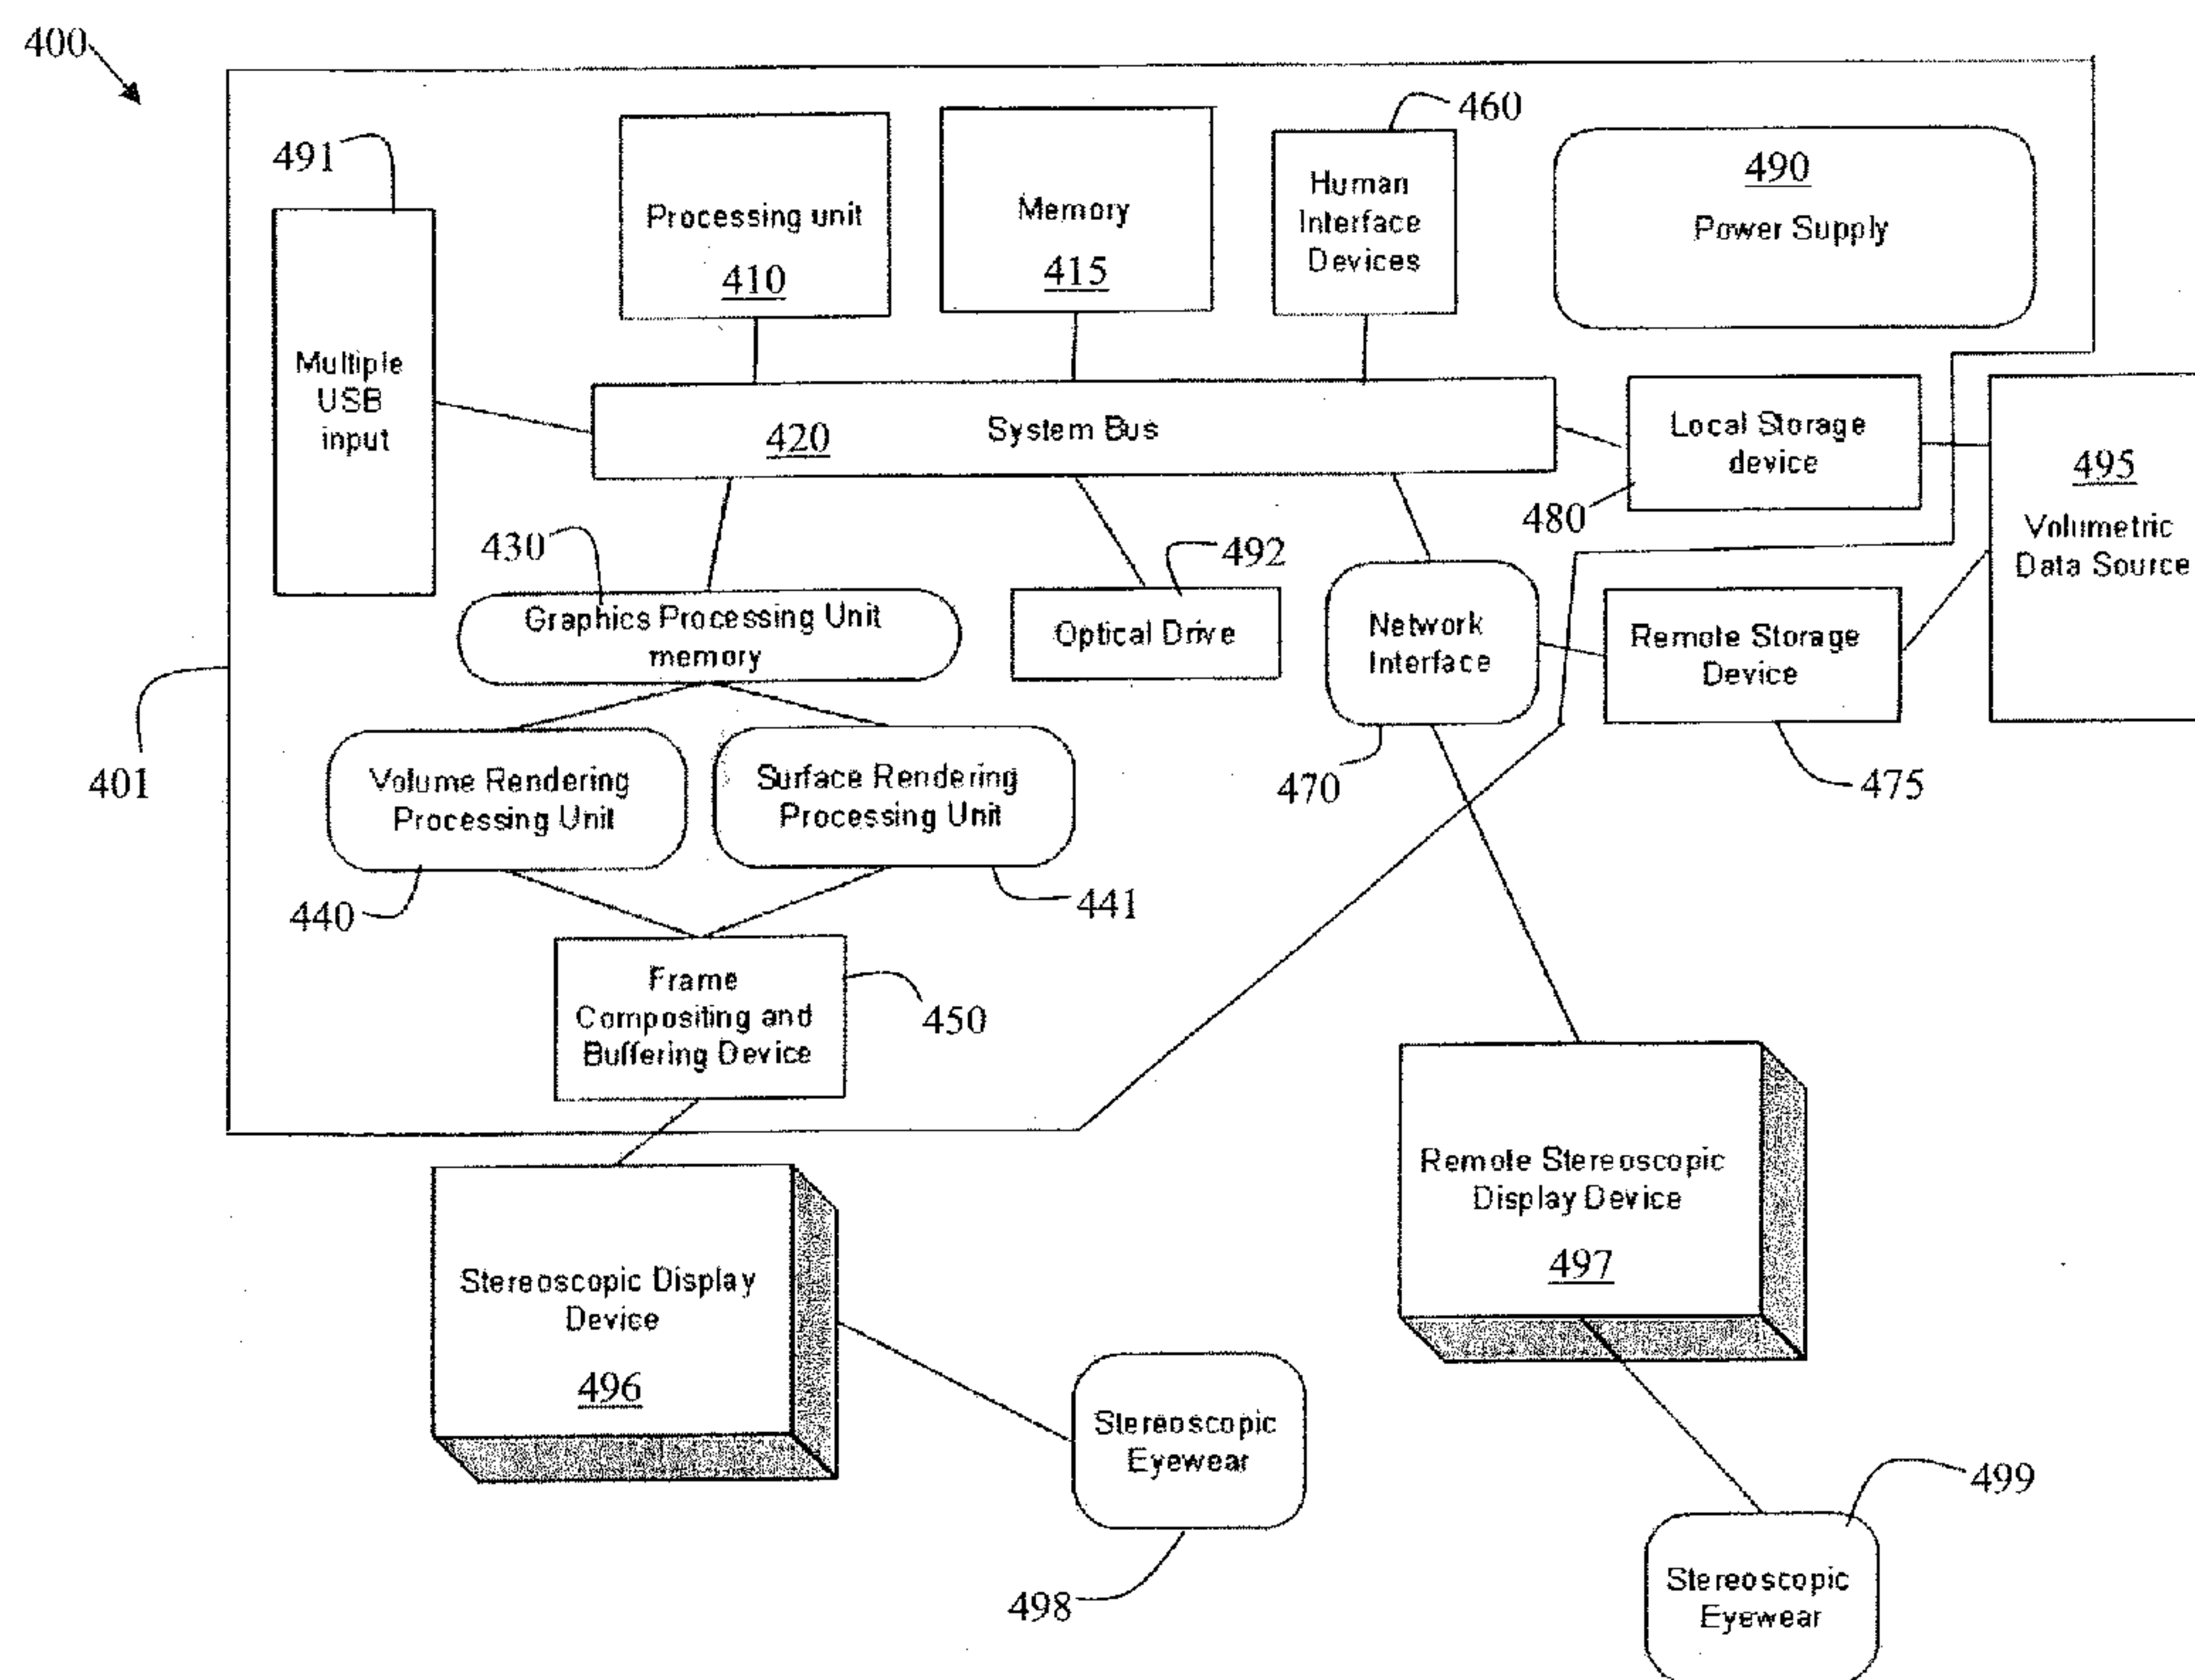 400
460
491
490
Power Supply
Processing unit
410
Memory
415
Human
Interface
Devices
Multiple
USB
input
System Bus
420
Local Storage
device
480
495
Volumetric
Data Source
430
Graphics Processing Unit
memory
492
Optical Drive
Network
Interface
470
Remote Storage
Device
475
401
Volume Rendering
Processing Unit
440
Surface Rendering
Processing Unit
441
Frame
Compositing and
Buffering Device
450
Remote Stereoscopic
Display Device
497
Stereoscopic Display
Device
496
Stereoscopic
Eyewear
498
499
Stereoscopic
Eyewear